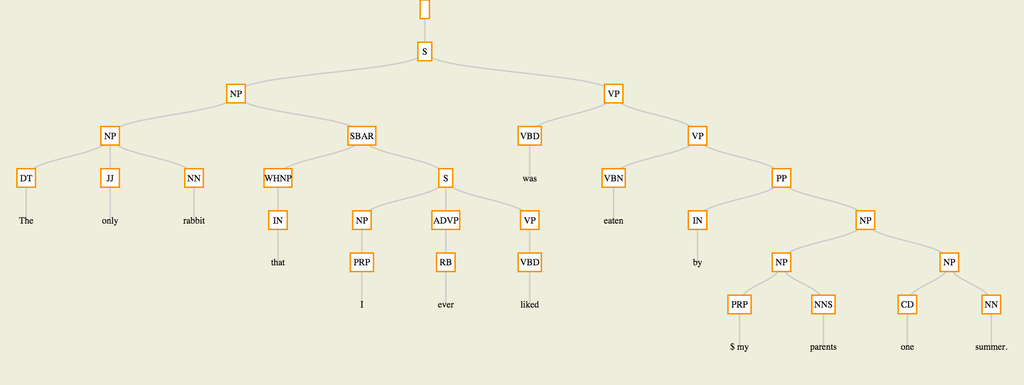 S
NP VP
NP SBAR VBD VP
DT JJ NN WHNP S was VBN PP
The only rabbit IN NP ADVP VP eaten IN NP
that PRP RB VBD by NP NP
I ever liked PRP NNS CD NN
$ my parents one summer.